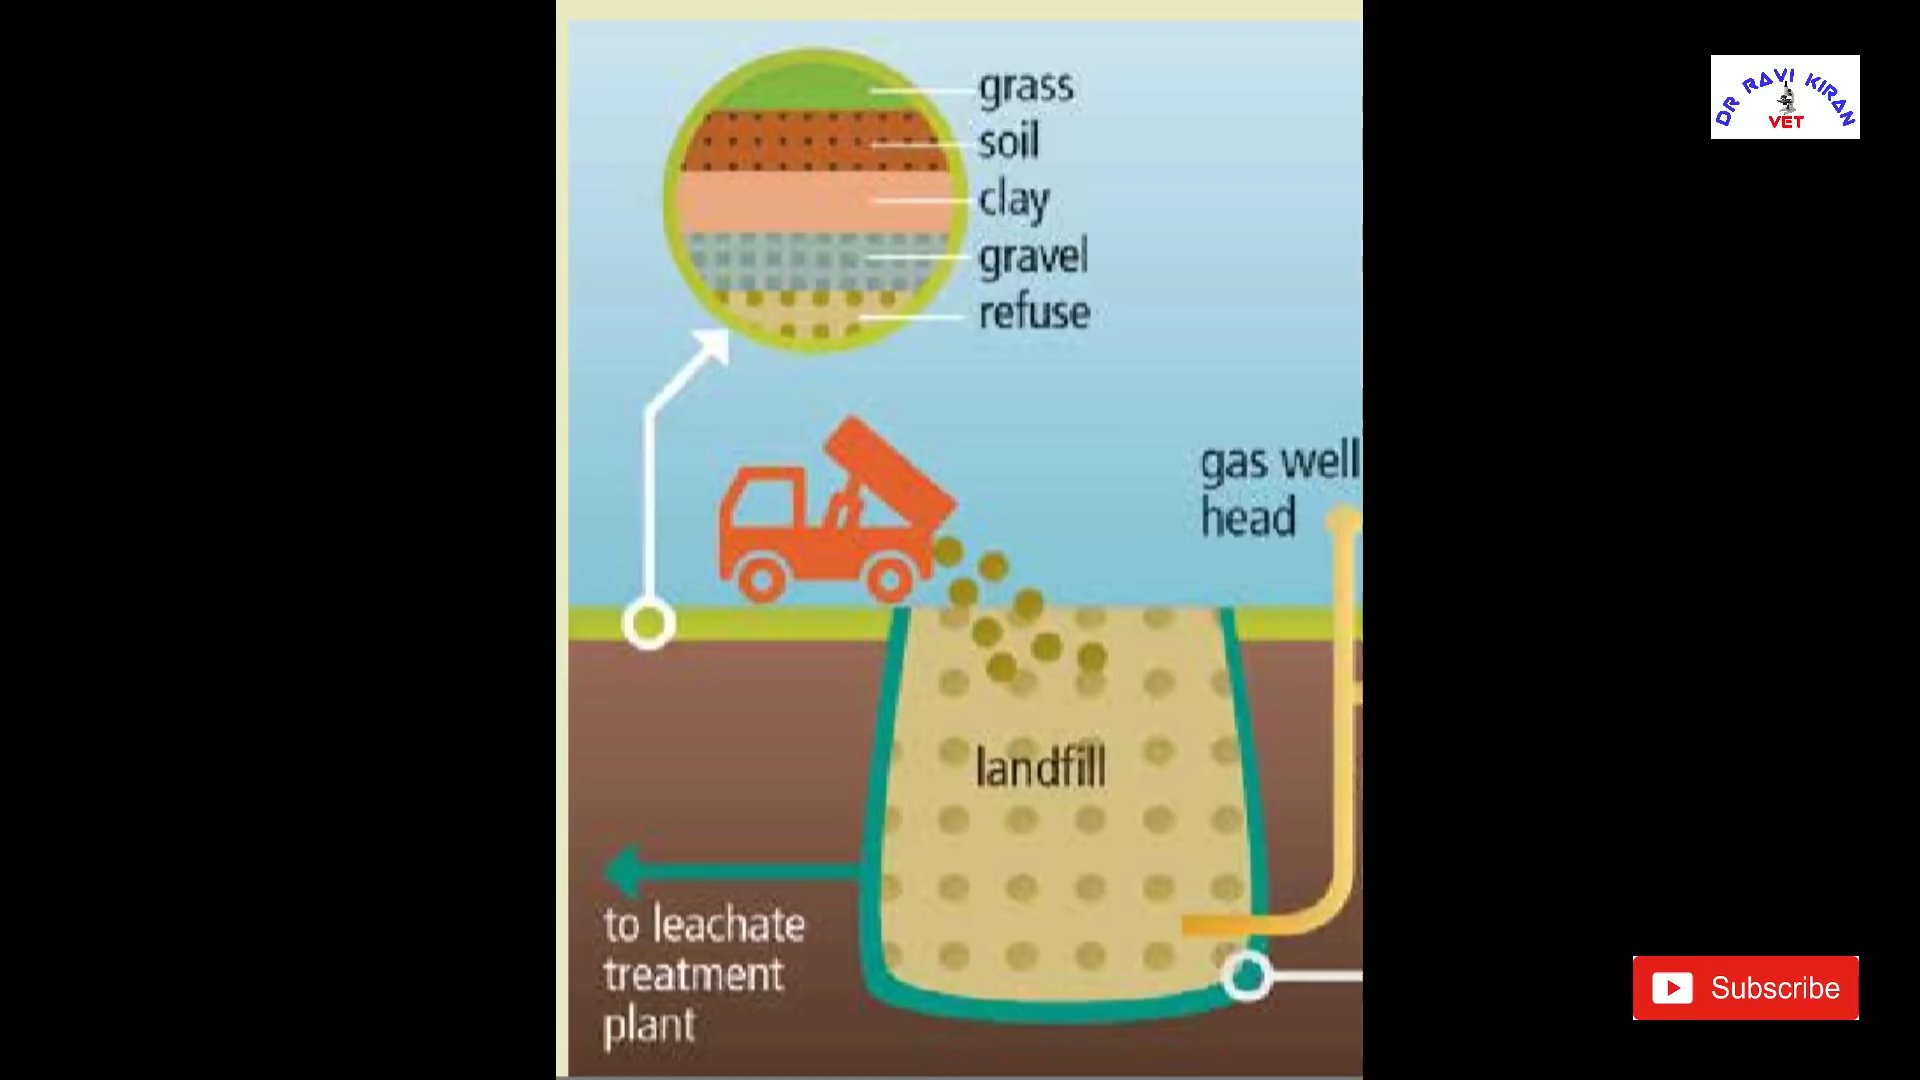 grass
soil
clay
gravel
refuse
gas well
head
landfill
to leachate
treatment
plant
DR RAVI KIRAN
VET
Subscribe